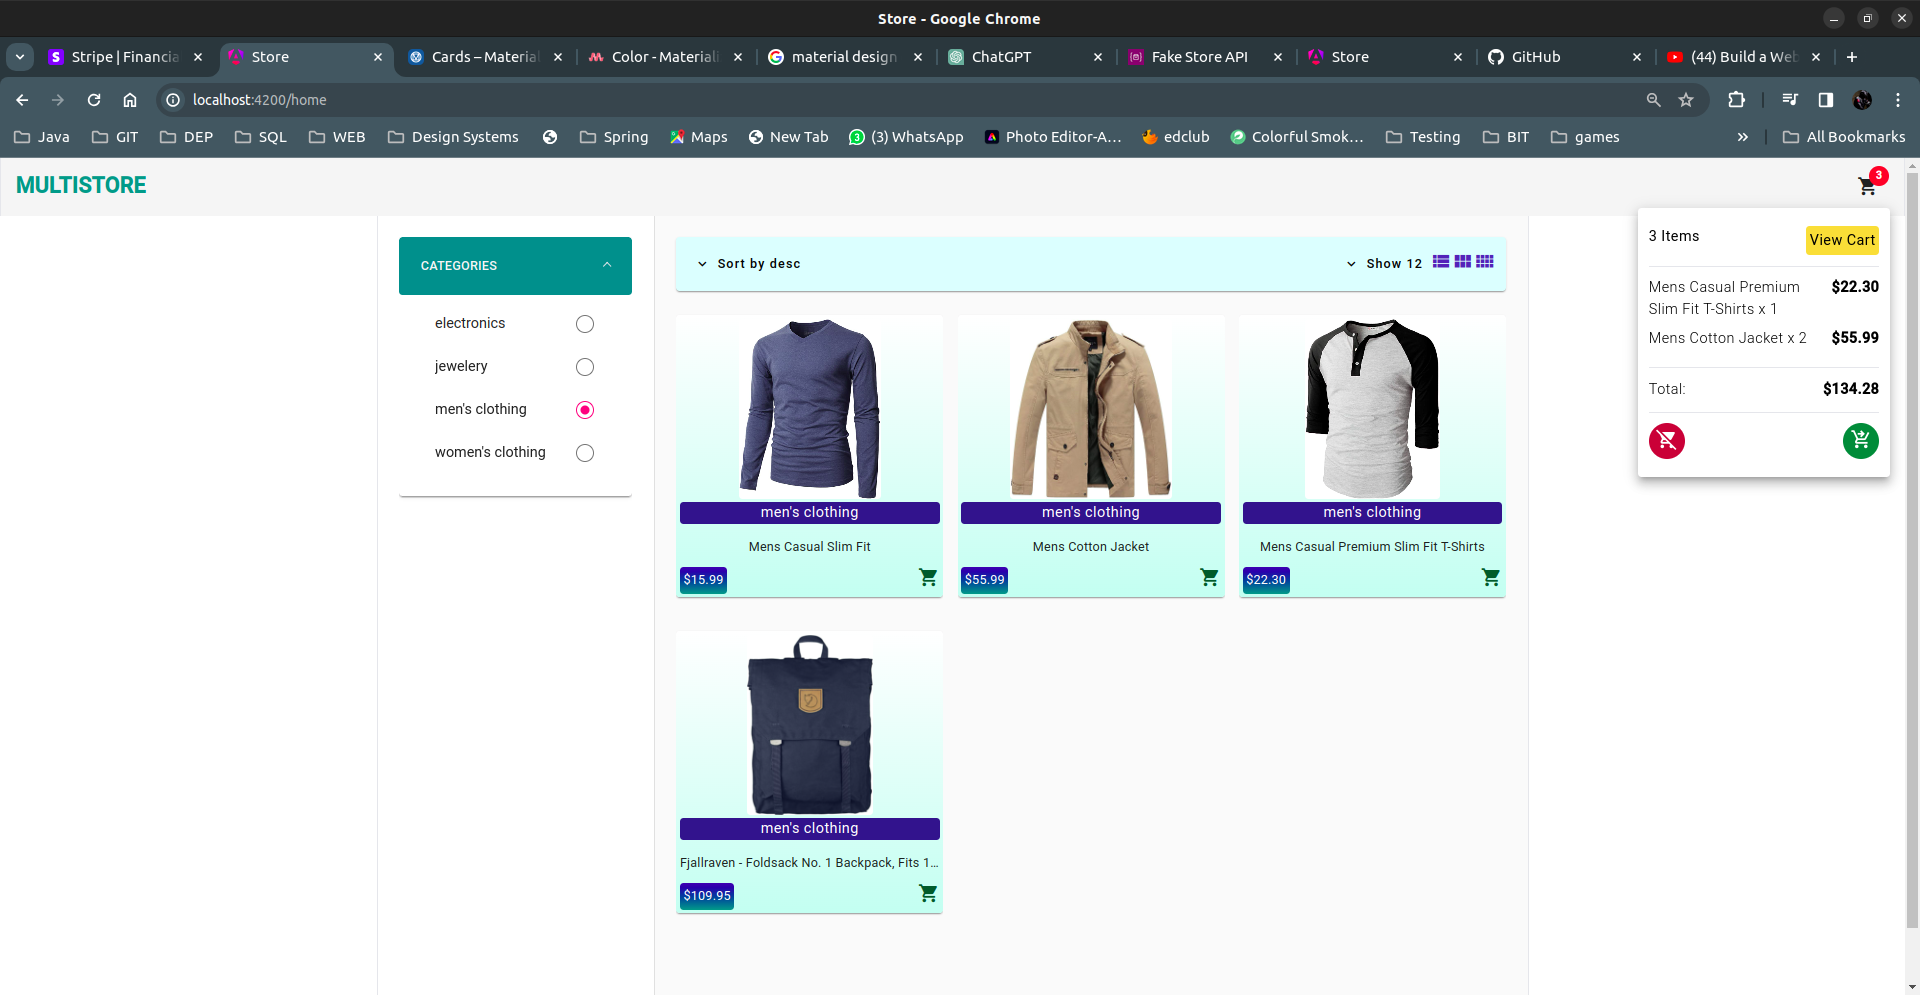 Store - Google Chrome
Stripe | Financia
Store
Cards – Material
Color - Materiali
material design
ChatGPT
Fake Store API
Store
GitHub
(44) Build a Web
localhost:4200/home
Java
GIT
DEP
SQL
WEB
Design Systems
Spring
Maps
New Tab
(3) WhatsApp
Photo Editor-A...
edclub
Colorful Smok...
Testing
BIT
games
»
All Bookmarks
MULTISTORE
3
3 Items
View Cart
Mens Casual Premium
Slim Fit T-Shirts x 1
$22.30
Mens Cotton Jacket x 2
$55.99
Total:
$134.28
CATEGORIES
electronics
jewelery
men's clothing
women's clothing
Sort by desc
Show 12
men's clothing
Mens Casual Slim Fit
$15.99
men's clothing
Mens Cotton Jacket
$55.99
men's clothing
Mens Casual Premium Slim Fit T-Shirts
$22.30
men's clothing
Fjallraven - Foldsack No. 1 Backpack, Fits 1...
$109.95